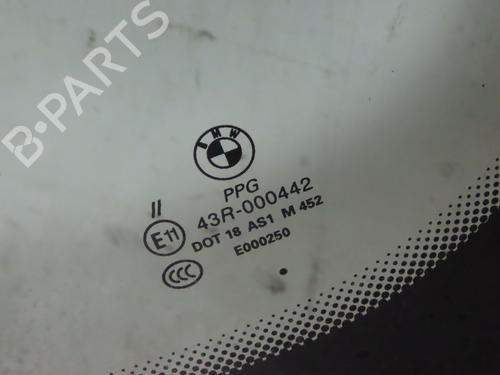 B-PARTS
BMW
PPG
43R-000442
II
E11
DOT 18 AS1 M 452
E000250
CCC